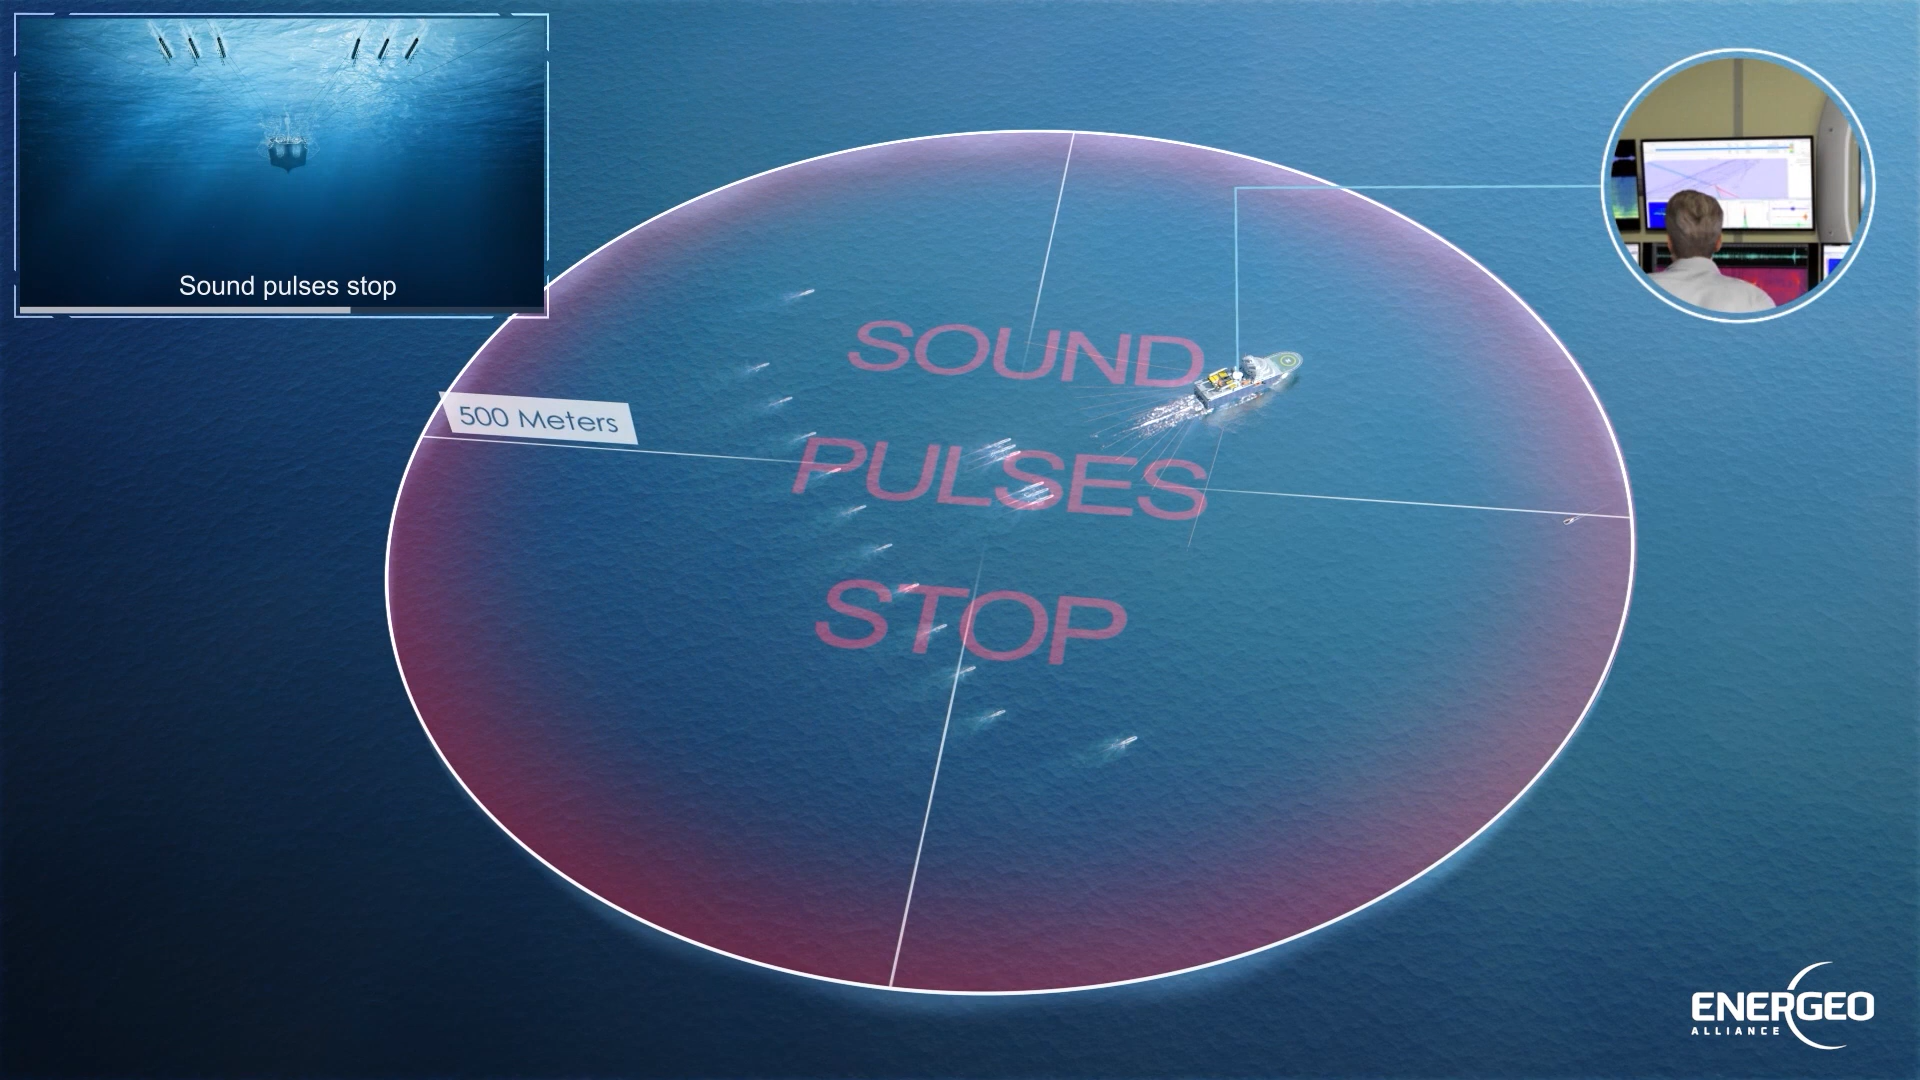 Sound pulses stop
500 Meters
SOUND
PULSES
STOP
ENERGEO
ALLIANCE